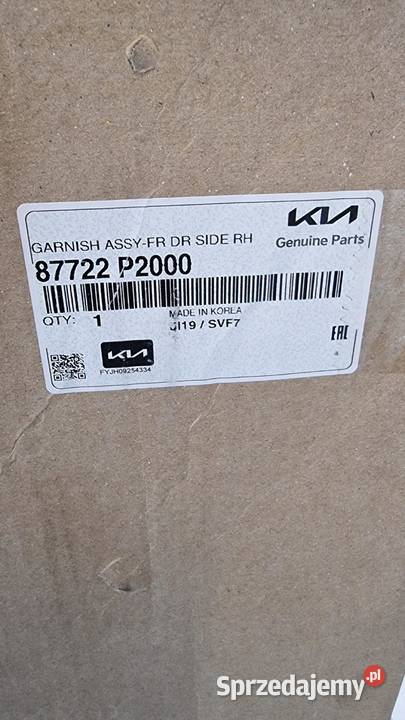 KIA
GARNISH ASSY-FR DR SIDE RH
Genuine Parts
87722 P2000
MADE IN KOREA
QTY: 1
JI19 / SVF7
EAC
KIA
FYJH09254334
Sprzedajemy.pl